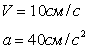 V = 10см/с
a = 40см/с²